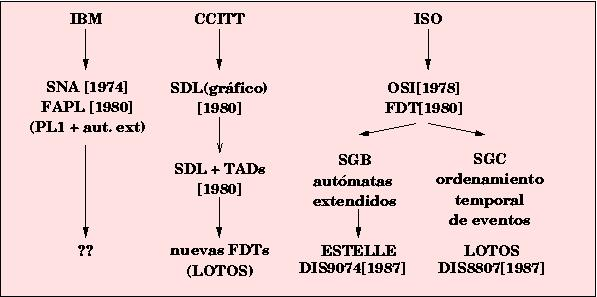 IBM
SNA [1974]
FAPL [1980]
(PL1 + aut. ext)
??
CCITT
SDL(gráfico)
[1980]
SDL + TADs
[1980]
nuevas FDTs
(LOTOS)
ISO
OSI[1978]
FDT[1980]
SGB
autómatas
extendidos
ESTELLE
DIS9074[1987]
SGC
ordenamiento
temporal
de eventos
LOTOS
DIS8807[1987]